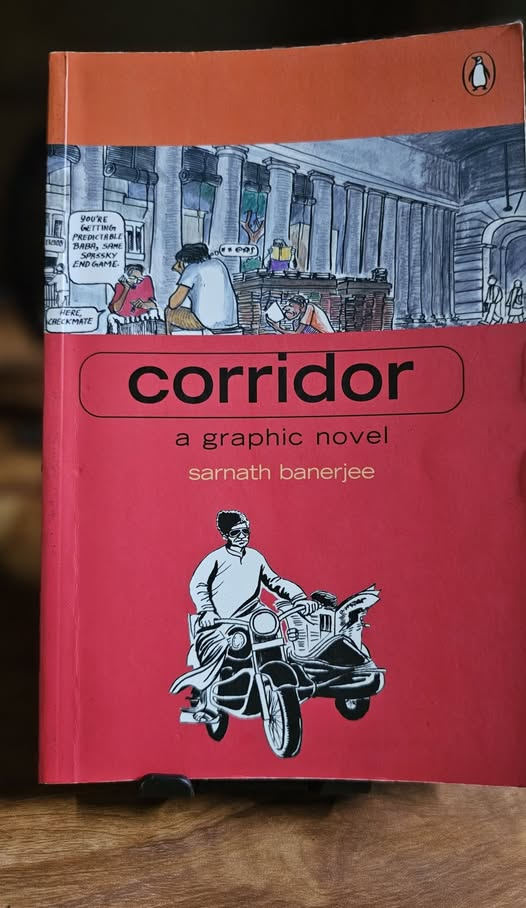 YOU'RE
GETTING
PREDICTABLE
BABA, SAME
SPASSKY
END GAME.
HERE,
CHECKMATE
corridor
a graphic novel
sarnath banerjee